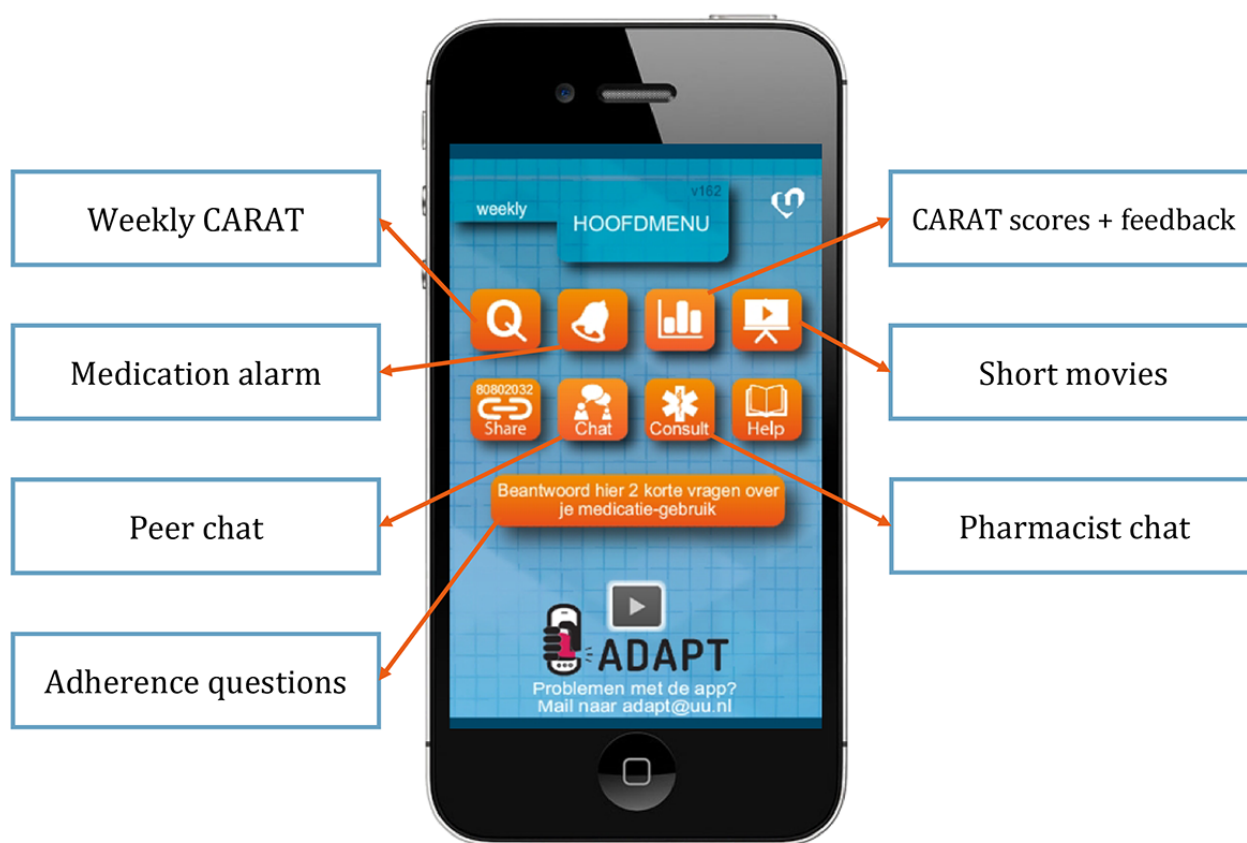 Weekly CARAT
Medication alarm
Peer chat
Adherence questions
v162
weekly
HOOFDMENU
Q
80802032
Share
Chat
Consult
Help
Beantwoord hier 2 korte vragen over
je medicatie-gebruik
ADAPT
Problemen met de app?
Mail naar adapt@uu.nl
CARAT scores + feedback
Short movies
Pharmacist chat